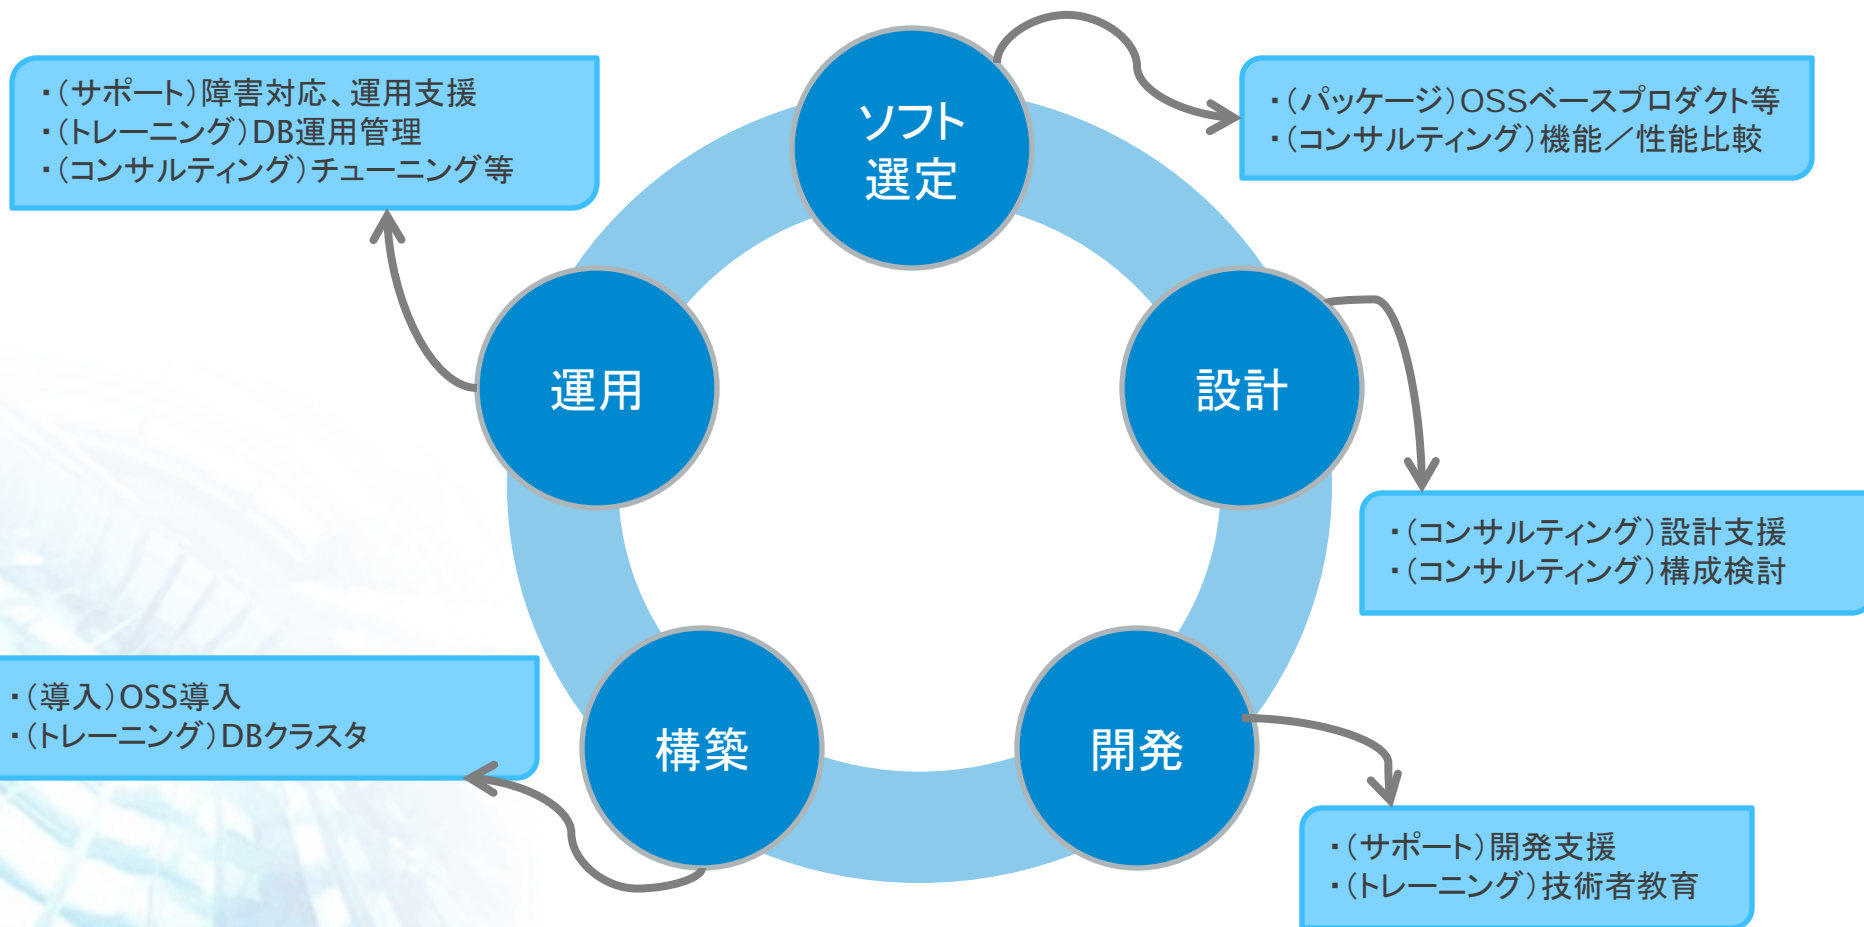 ソフト
選定
・(パッケージ)OSSベースプロダクト等
・(コンサルティング)機能／性能比較
設計
・(コンサルティング)設計支援
・(コンサルティング)構成検討
開発
・(サポート)開発支援
・(トレーニング)技術者教育
構築
・(導入)OSS導入
・(トレーニング)DBクラスタ
運用
・(サポート)障害対応、運用支援
・(トレーニング)DB運用管理
・(コンサルティング)チューニング等